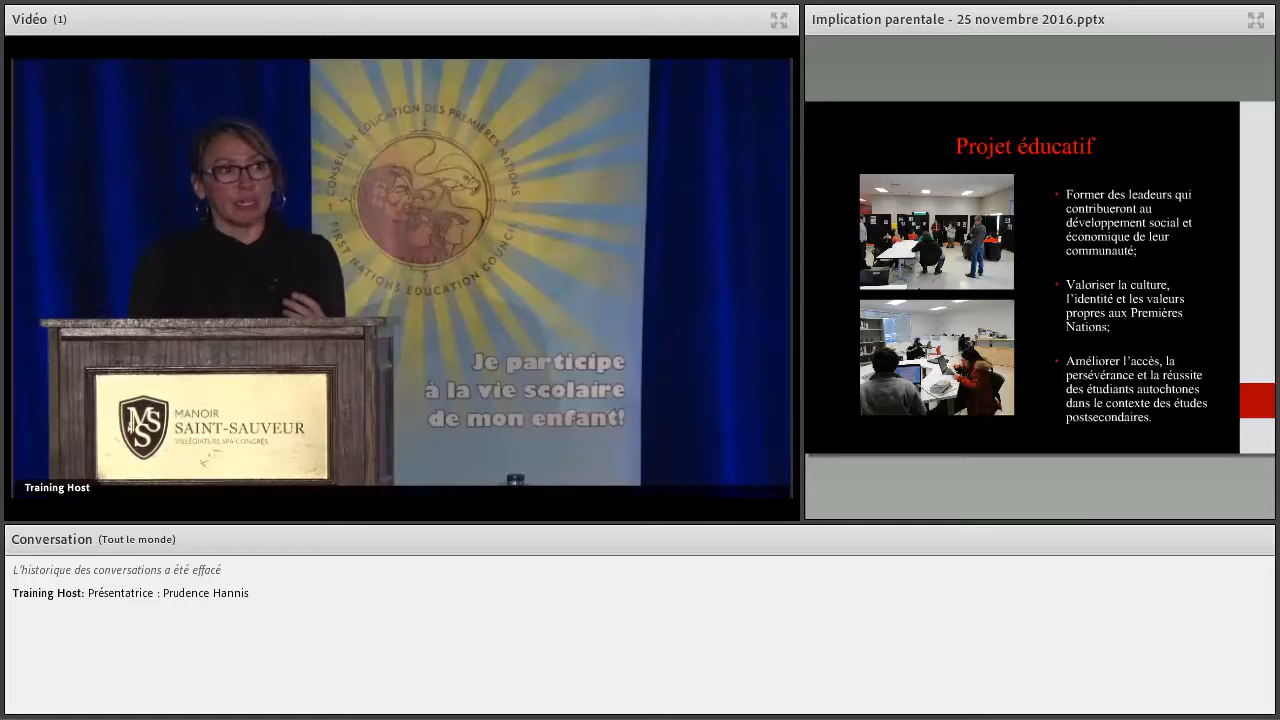 Vidéo (1)
CONSEIL EN ÉDUCATION DES PREMIÈRES NATIONS
FIRST NATIONS EDUCATION COUNCIL
Je participe
à la vie scolaire
de mon enfant!
MSS
MANOIR
SAINT-SAUVEUR
VILLÉGIATURE SPA CONGRÈS
Training Host
Implication parentale - 25 novembre 2016.pptx
Projet éducatif
• Former des leadeurs qui
contribueront au
développement social et
économique de leur
communauté;
• Valoriser la culture,
l’identité et les valeurs
propres aux Premières
Nations;
• Améliorer l’accès, la
persévérance et la réussite
des étudiants autochtones
dans le contexte des études
postsecondaires.
Conversation (Tout le monde)
L'historique des conversations a été effacé
Training Host: Présentatrice : Prudence Hannis